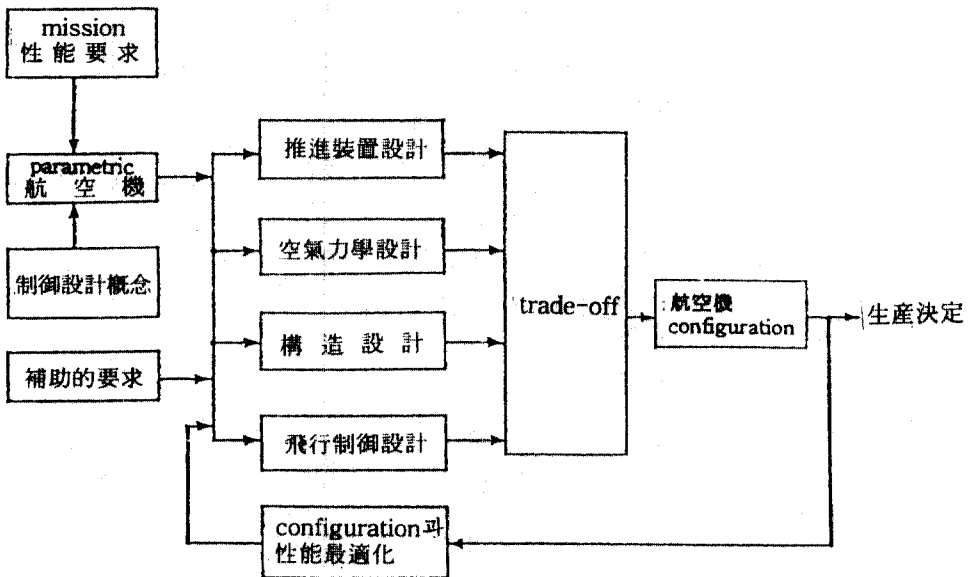 mission
性能要求
parametric
航空機
制御設計概念
補助的要求
推進裝置設計
空氣力學設計
構造設計
飛行制御設計
trade-off
航空機
configuration
生産決定
configuration과
性能最適化